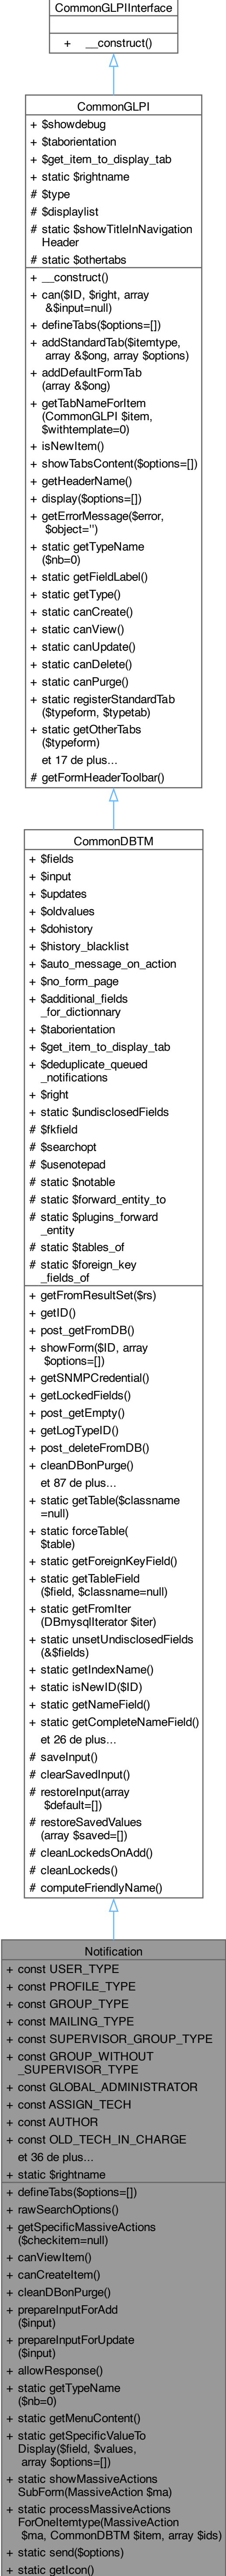 CommonGLPIInterface
+ __construct()
CommonGLPI
+ $showdebug
+ $taborientation
+ $get_item_to_display_tab
+ static $rightname
# $type
# $displaylist
# static $showTitleInNavigation
Header
# static $othertabs
+ __construct()
+ can($ID, $right, array
&$input=null)
+ defineTabs($options=[])
+ addStandardTab($itemtype,
array &$ong, array $options)
+ addDefaultFormTab
(array &$ong)
+ getTabNameForItem
(CommonGLPI $item,
$withtemplate=0)
+ isNewItem()
+ showTabsContent($options=[])
+ getHeaderName()
+ display($options=[])
+ getErrorMessage($error,
$object='')
+ static getTypeName
($nb=0)
+ static getFieldLabel()
+ static getType()
+ static canCreate()
+ static canView()
+ static canUpdate()
+ static canDelete()
+ static canPurge()
+ static registerStandardTab
($typeform, $typetab)
+ static getOtherTabs
($typeform)
et 17 de plus...
# getFormHeaderToolbar()
CommonDBTM
+ $fields
+ $input
+ $updates
+ $oldvalues
+ $dohistory
+ $history_blacklist
+ $auto_message_on_action
+ $no_form_page
+ $additional_fields
_for_dictionnary
+ $taborientation
+ $get_item_to_display_tab
+ $deduplicate_queued
_notifications
+ $right
+ static $undisclosedFields
# $fkfield
# $searchopt
# $usenotepad
# static $notable
# static $forward_entity_to
# static $plugins_forward
_entity
# static $tables_of
# static $foreign_key
_fields_of
+ getFromResultSet($rs)
+ getID()
+ post_getFromDB()
+ showForm($ID, array
$options=[])
+ getSNMPCredential()
+ getLockedFields()
+ post_getEmpty()
+ getLogTypeID()
+ post_deleteFromDB()
+ cleanDBonPurge()
et 87 de plus...
+ static getTable($classname
=null)
+ static forceTable(
$table)
+ static getForeignKeyField()
+ static getTableField
($field, $classname=null)
+ static getFromIter
(DBmysqlIterator $iter)
+ static unsetUndisclosedFields
(&$fields)
+ static getIndexName()
+ static isNewID($ID)
+ static getNameField()
+ static getCompleteNameField()
et 26 de plus...
# saveInput()
# clearSavedInput()
# restoreInput(array
$default=[])
# restoreSavedValues
(array $saved=[])
# cleanLockedsOnAdd()
# cleanLockeds()
# computeFriendlyName()
Notification
+ const USER_TYPE
+ const PROFILE_TYPE
+ const GROUP_TYPE
+ const MAILING_TYPE
+ const SUPERVISOR_GROUP_TYPE
+ const GROUP_WITHOUT
_SUPERVISOR_TYPE
+ const GLOBAL_ADMINISTRATOR
+ const ASSIGN_TECH
+ const AUTHOR
+ const OLD_TECH_IN_CHARGE
et 36 de plus...
+ static $rightname
+ defineTabs($options=[])
+ rawSearchOptions()
+ getSpecificMassiveActions
($checkitem=null)
+ canViewItem()
+ canCreateItem()
+ cleanDBonPurge()
+ prepareInputForAdd
($input)
+ prepareInputForUpdate
($input)
+ allowResponse()
+ static getTypeName
($nb=0)
+ static getMenuContent()
+ static getSpecificValueTo
Display($field, $values,
array $options=[])
+ static showMassiveActions
SubForm(MassiveAction $ma)
+ static processMassiveActions
ForOneItemtype(MassiveAction
$ma, CommonDBTM $item, array $ids)
+ static send($options)
+ static getIcon()